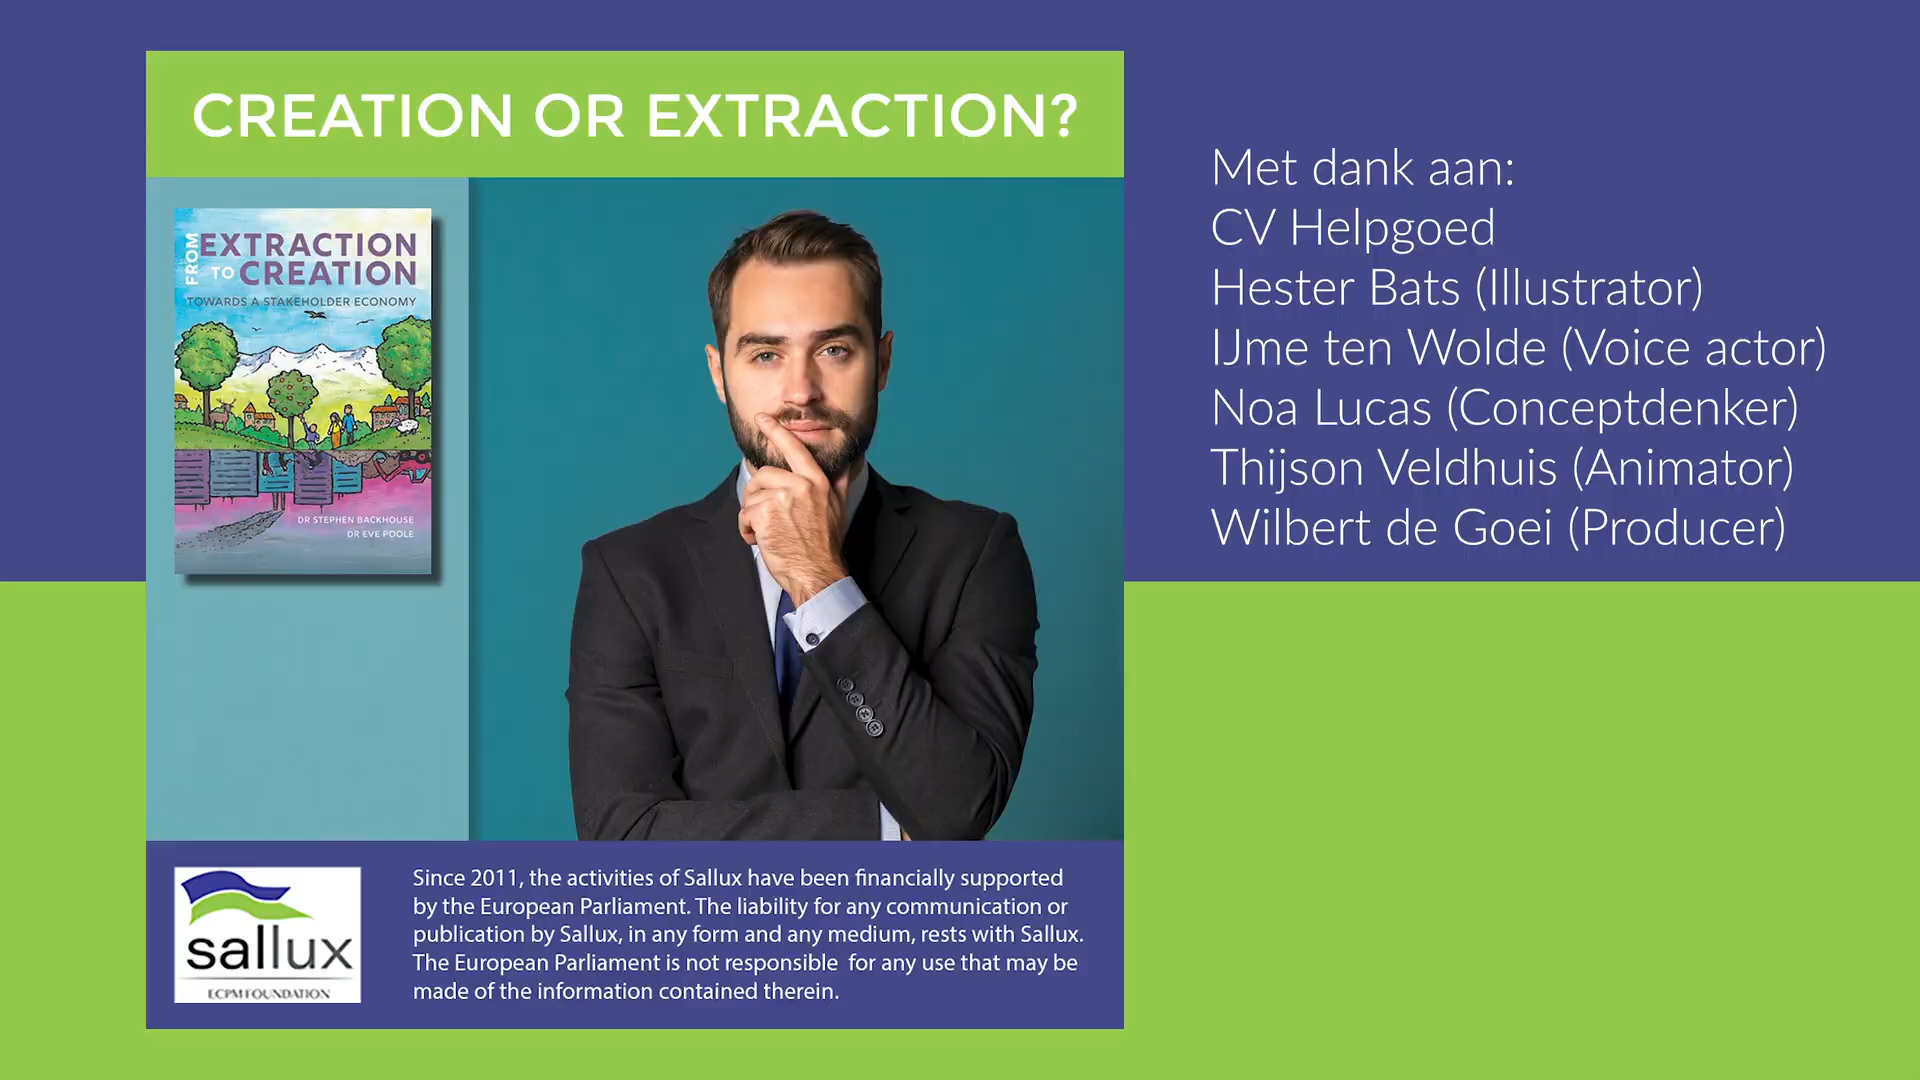 CREATION OR EXTRACTION?
FROM
EXTRACTION
TO CREATION
TOWARDS A STAKEHOLDER ECONOMY
DR STEPHEN BACKHOUSE
DR EVE POOLE
sallux
ECPM FOUNDATION
Since 2011, the activities of Sallux have been financially supported
by the European Parliament. The liability for any communication or
publication by Sallux, in any form and any medium, rests with Sallux.
The European Parliament is not responsible  for any use that may be
made of the information contained therein.
Met dank aan:
CV Helpgoed
Hester Bats (Illustrator)
IJme ten Wolde (Voice actor)
Noa Lucas (Conceptdenker)
Thijson Veldhuis (Animator)
Wilbert de Goei (Producer)